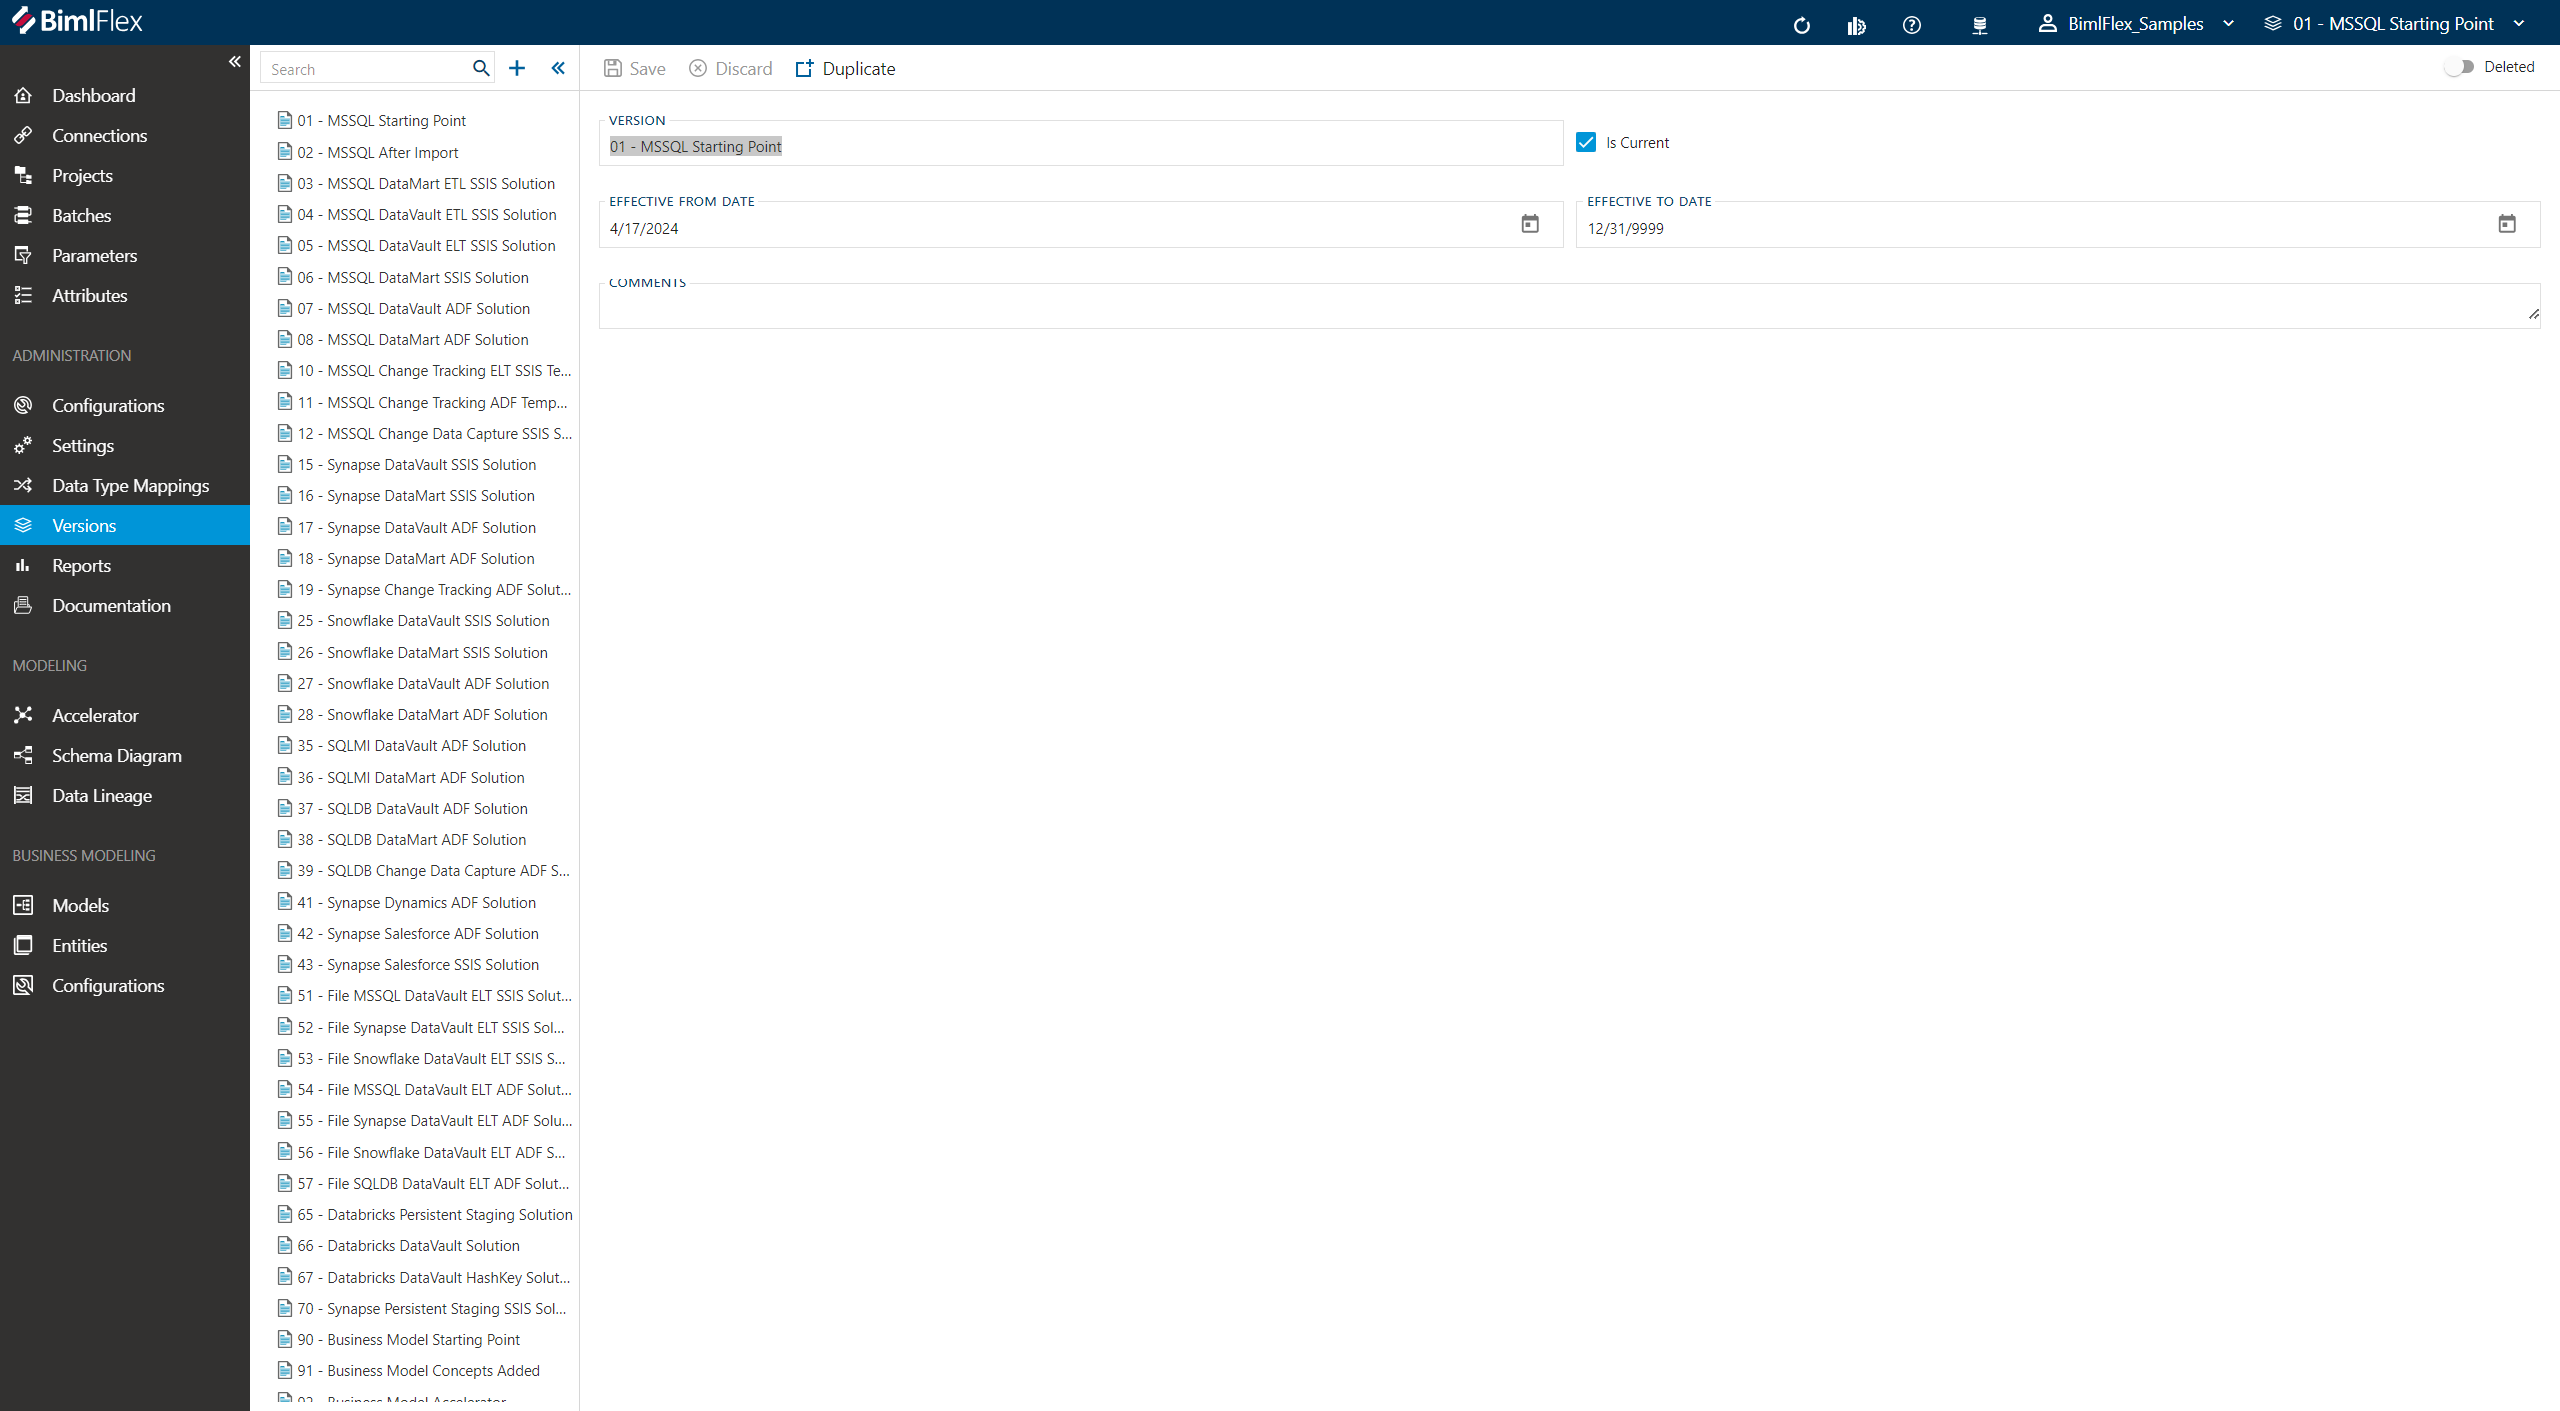 BimlFlex
BimlFlex_Samples
01 - MSSQL Starting Point
Dashboard
Connections
Projects
Batches
Parameters
Attributes
ADMINISTRATION
Configurations
Settings
Data Type Mappings
Versions
Reports
Documentation
MODELING
Accelerator
Schema Diagram
Data Lineage
BUSINESS MODELING
Models
Entities
Configurations
Search
01 - MSSQL Starting Point
02 - MSSQL After Import
03 - MSSQL DataMart ETL SSIS Solution
04 - MSSQL DataVault ETL SSIS Solution
05 - MSSQL DataVault ELT SSIS Solution
06 - MSSQL DataMart SSIS Solution
07 - MSSQL DataVault ADF Solution
08 - MSSQL DataMart ADF Solution
10 - MSSQL Change Tracking ELT SSIS Te...
11 - MSSQL Change Tracking ADF Temp...
12 - MSSQL Change Data Capture SSIS S...
15 - Synapse DataVault SSIS Solution
16 - Synapse DataMart SSIS Solution
17 - Synapse DataVault ADF Solution
18 - Synapse DataMart ADF Solution
19 - Synapse Change Tracking ADF Solut...
25 - Snowflake DataVault SSIS Solution
26 - Snowflake DataMart SSIS Solution
27 - Snowflake DataVault ADF Solution
28 - Snowflake DataMart ADF Solution
35 - SQLMI DataVault ADF Solution
36 - SQLMI DataMart ADF Solution
37 - SQLDB DataVault ADF Solution
38 - SQLDB DataMart ADF Solution
39 - SQLDB Change Data Capture ADF S...
41 - Synapse Dynamics ADF Solution
42 - Synapse Salesforce ADF Solution
43 - Synapse Salesforce SSIS Solution
51 - File MSSQL DataVault ELT SSIS Solut...
52 - File Synapse DataVault ELT SSIS Sol...
53 - File Snowflake DataVault ELT SSIS S...
54 - File MSSQL DataVault ELT ADF Solut...
55 - File Synapse DataVault ELT ADF Solu...
56 - File Snowflake DataVault ELT ADF S...
57 - File SQLDB DataVault ELT ADF Solut...
65 - Databricks Persistent Staging Solution
66 - Databricks DataVault Solution
67 - Databricks DataVault HashKey Solut...
70 - Synapse Persistent Staging SSIS Sol...
90 - Business Model Starting Point
91 - Business Model Concepts Added
92 - Business Model Accelerator
Save
Discard
Duplicate
Deleted
VERSION
01 - MSSQL Starting Point
Is Current
EFFECTIVE FROM DATE
4/17/2024
EFFECTIVE TO DATE
12/31/9999
COMMENTS